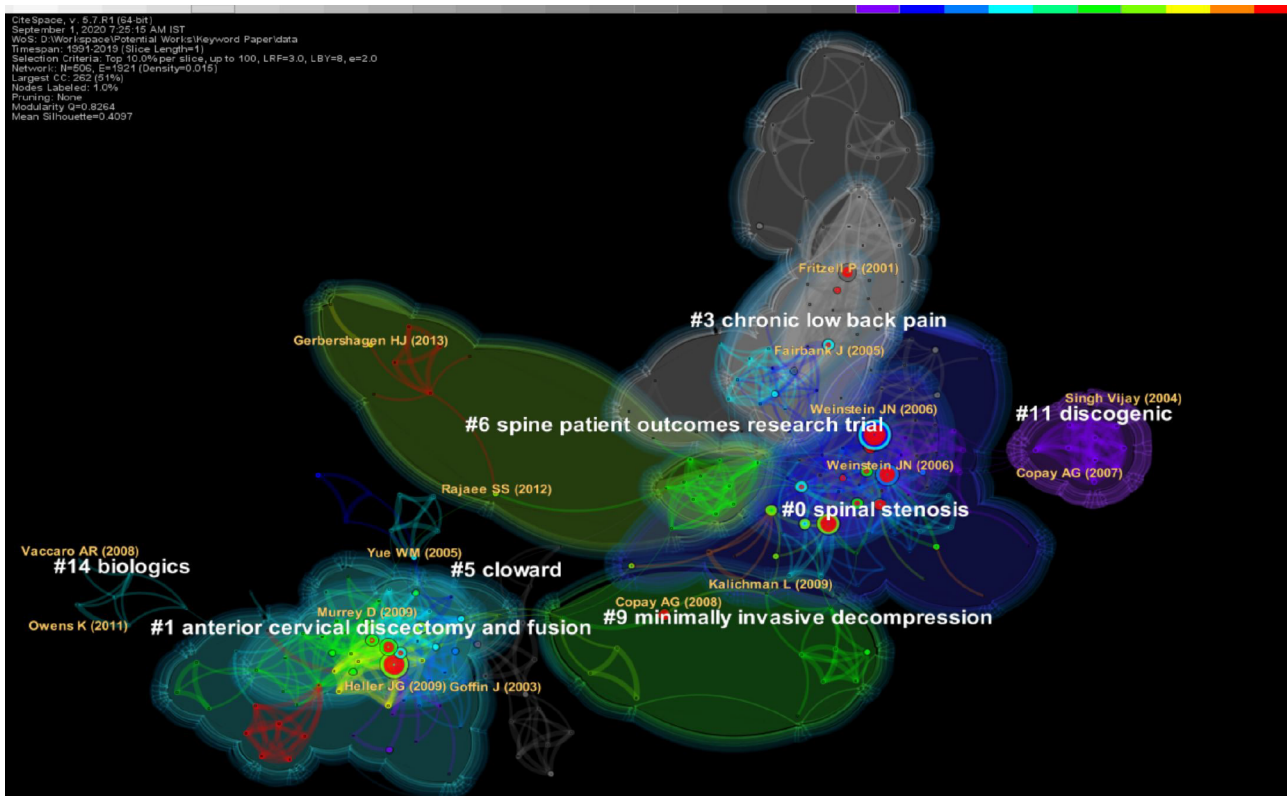 CiteSpace, v. 5.7.R1 (64-bit)
September 1, 2020 7:25:15 AM IST
WoS: D:\Workspace\Potential Works\Keyword Paper\data
Timespan: 1991-2019 (Slice Length=1)
Selection Criteria: Top 10.0% per slice, up to 100, LRF=3.0, LBY=8, e=2.0
Network: N=506, E=1921 (Density=0.015)
Largest CC: 262 (51%)
Nodes Labeled: 1.0%
Pruning: None
Modularity Q=0.8264
Mean Silhouette=0.4097
Fritzell P (2001)
#3 chronic low back pain
Gerbershagen HJ (2013)
Fairbank J (2005)
Singh Vijay (2004)
Weinstein JN (2006)
#11 discogenic
#6 spine patient outcomes research trial
Weinstein JN (2006)
Copay AG (2007)
Rajaee SS (2012)
#0 spinal stenosis
Vaccaro AR (2008)
Yue WM (2005)
#14 biologics
#5 cloward
Kalichman L (2009)
Copay AG (2008)
Murrey D (2009)
#9 minimally invasive decompression
Owens K (2011)
#1 anterior cervical discectomy and fusion
Heller JG (2009)
Goffin J (2003)